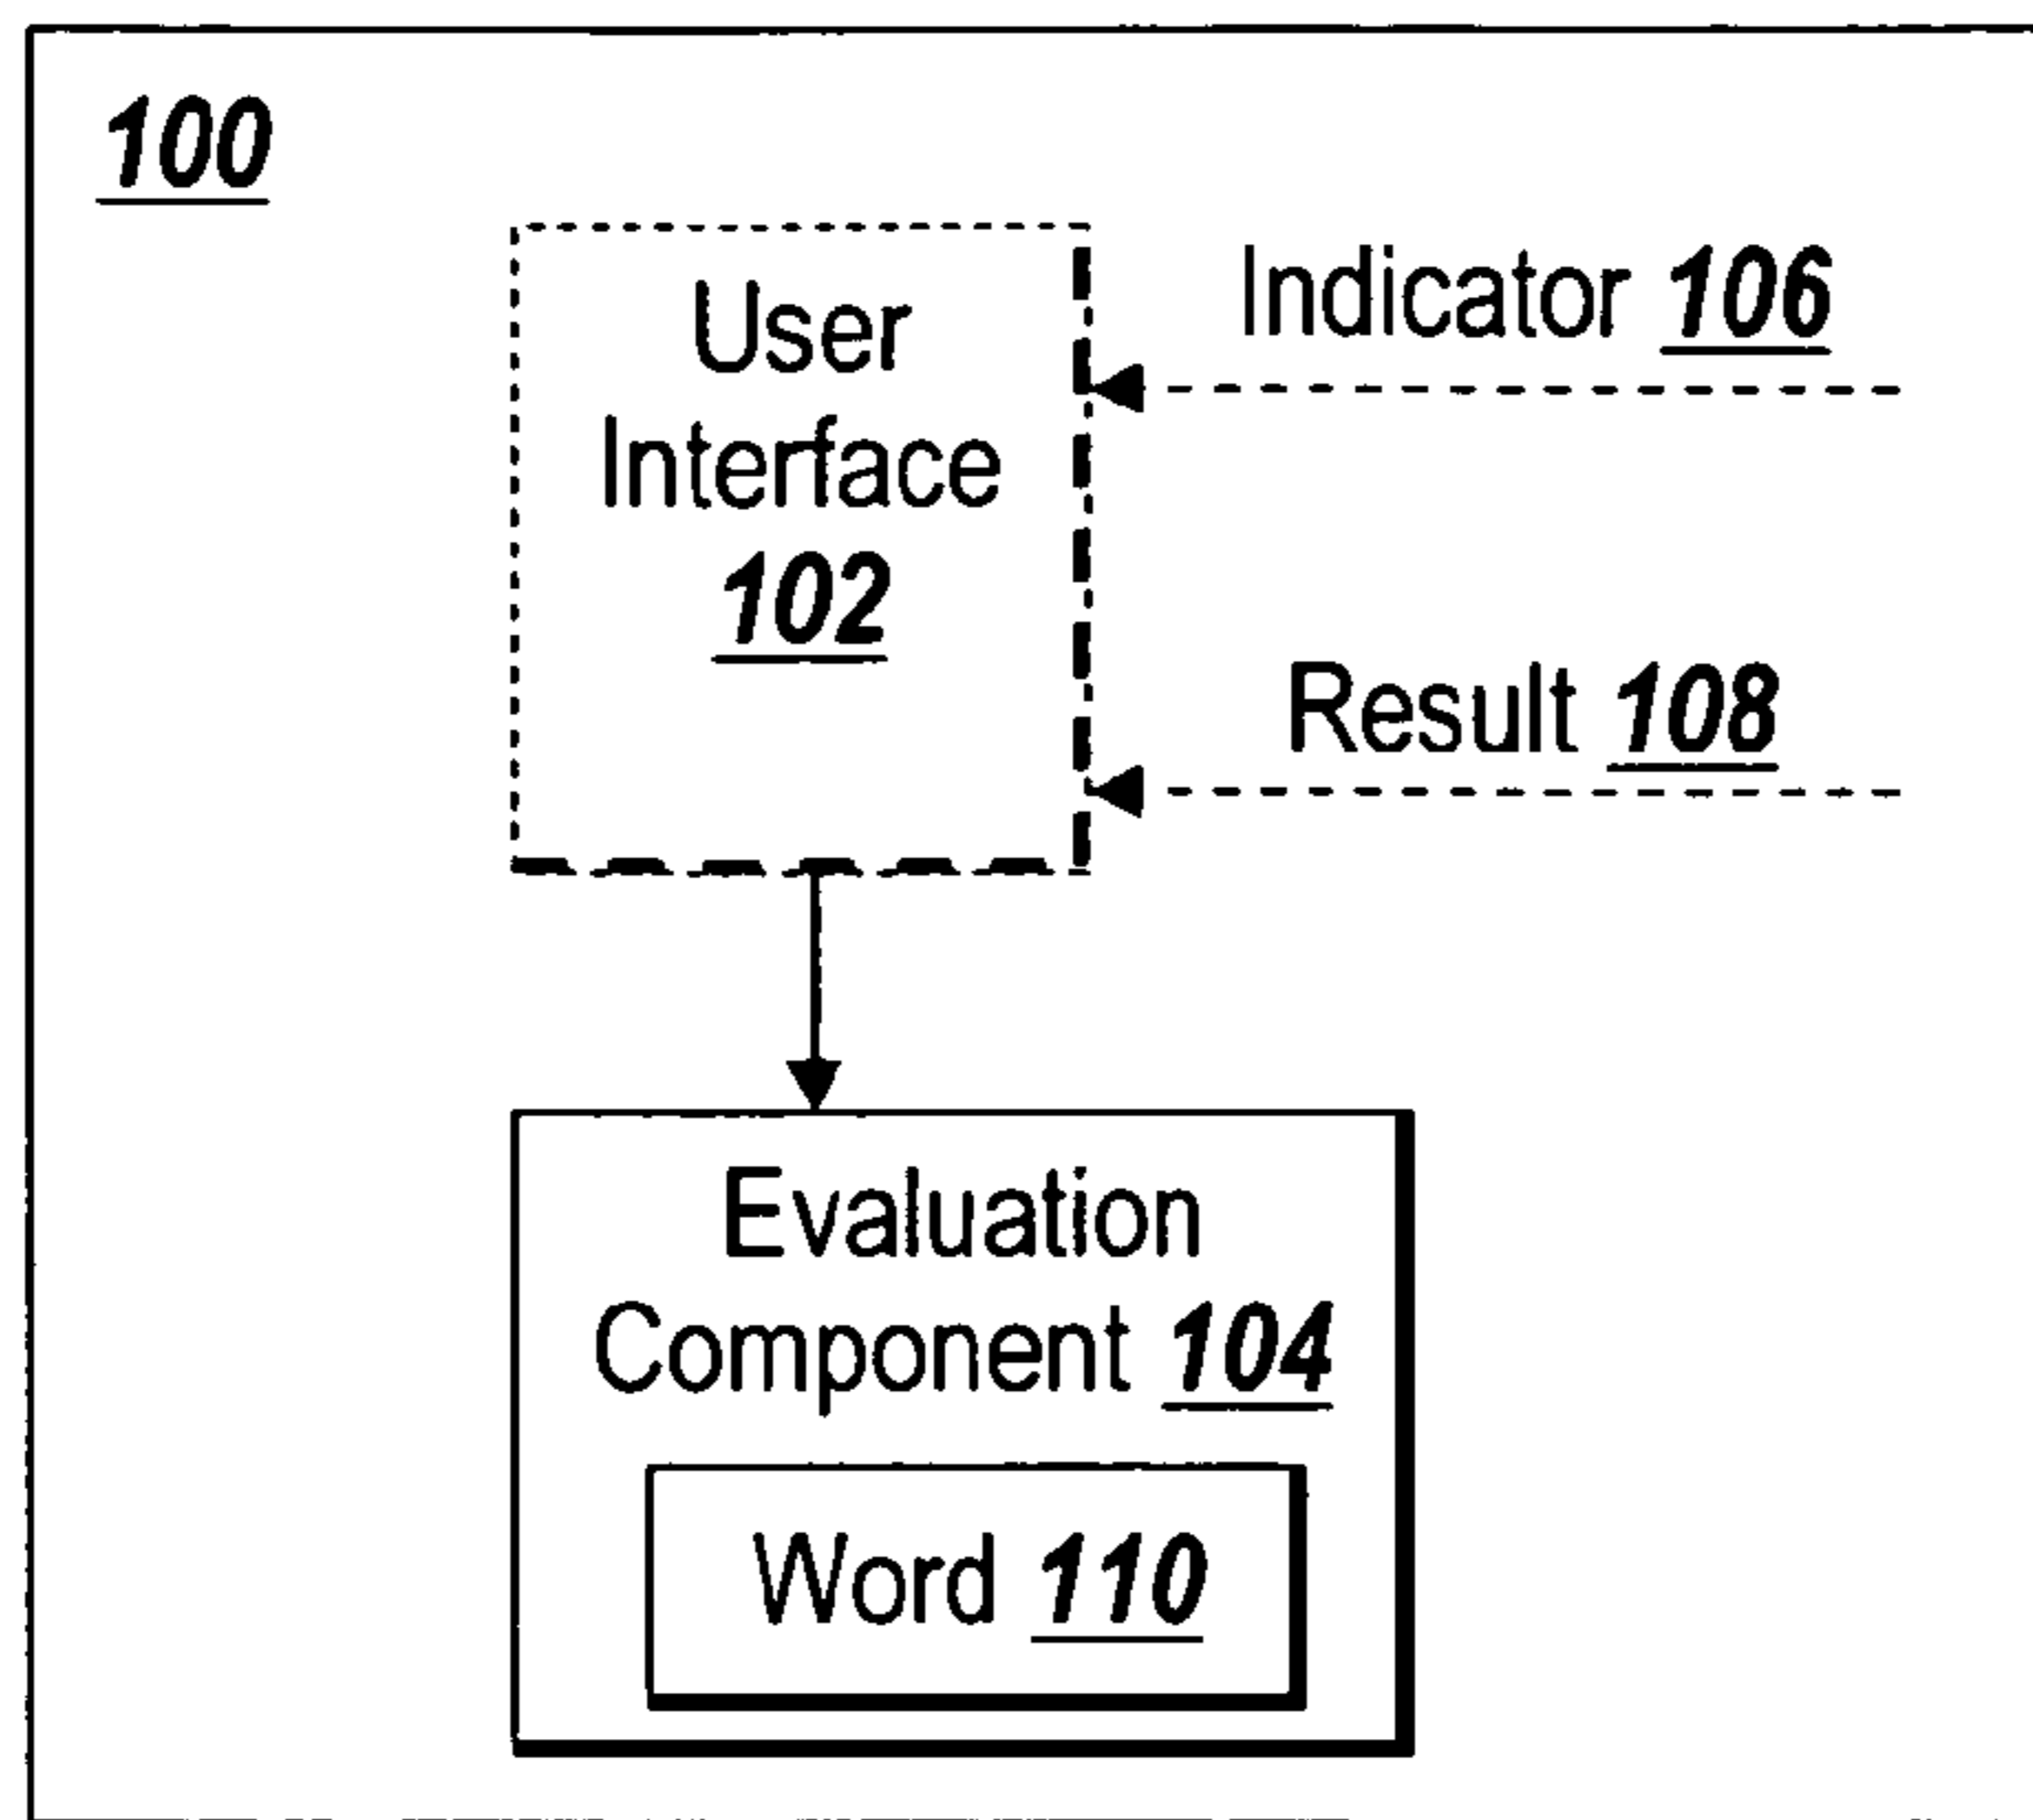 100
User
Interface
102
Indicator 106
Result 108
Evaluation
Component 104
Word 110